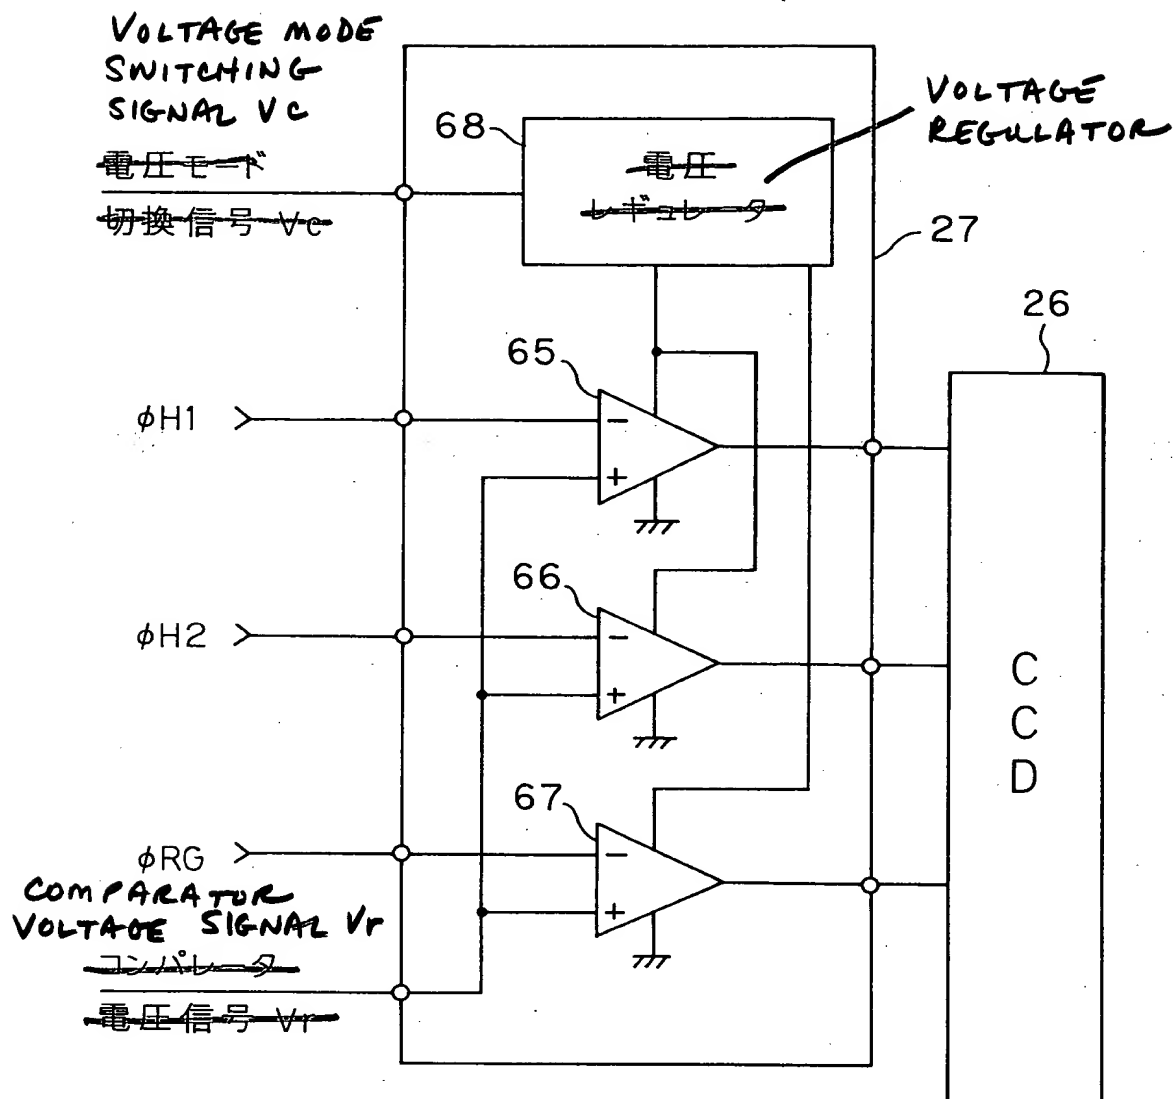 VOLTAGE MODE
SWITCHING
SIGNAL Vc
電圧モード
切換信号 Vc
68
電圧
レギュレータ
VOLTAGE
REGULATOR
27
26
65
φH1
−
+
66
φH2
−
+
CCD
67
φRG
−
+
COMPARATOR
VOLTAGE SIGNAL Vr
コンパレータ
電圧信号 Vr